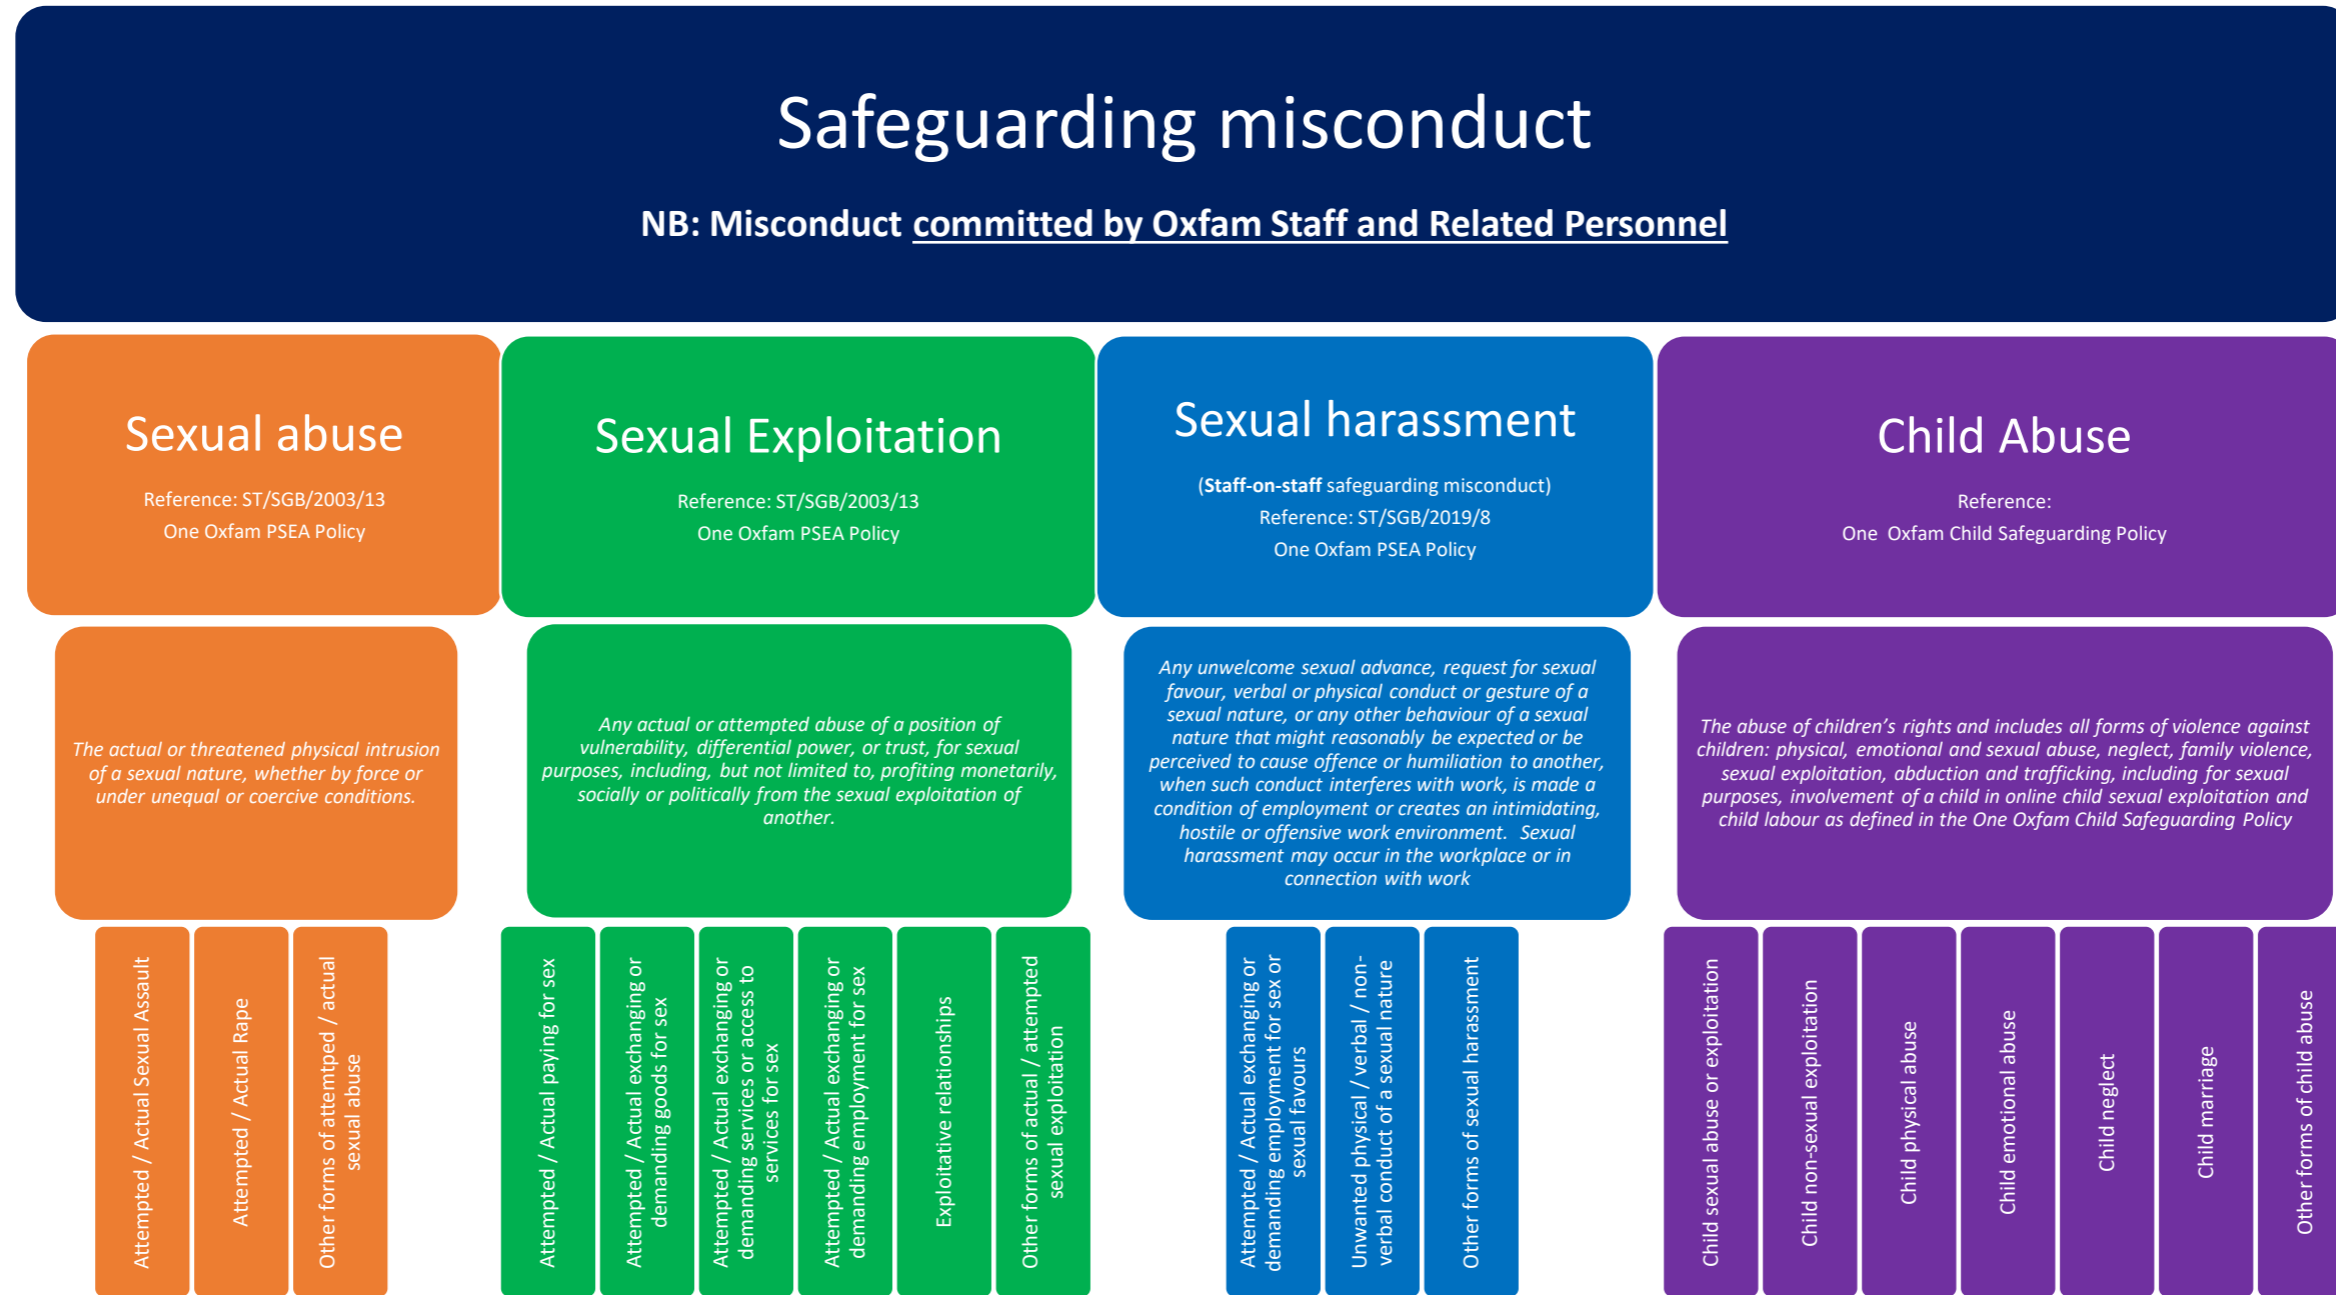 Safeguarding misconduct
NB: Misconduct committed by Oxfam Staff and Related Personnel
Sexual abuse
Reference: ST/SGB/2003/13
One Oxfam PSEA Policy
Sexual Exploitation
Reference: ST/SGB/2003/13
One Oxfam PSEA Policy
Sexual harassment
(Staff-on-staff safeguarding misconduct)
Reference: ST/SGB/2019/8
One Oxfam PSEA Policy
Child Abuse
Reference:
One  Oxfam Child Safeguarding Policy
The actual or threatened physical intrusion
of a sexual nature, whether by force or
under unequal or coercive conditions.
Any actual or attempted abuse of a position of
vulnerability, differential power, or trust, for sexual
purposes, including, but not limited to, profiting monetarily,
socially or politically from the sexual exploitation of
another.
Any unwelcome sexual advance, request for sexual
favour, verbal or physical conduct or gesture of a
sexual nature, or any other behaviour of a sexual
nature that might reasonably be expected or be
perceived to cause offence or humiliation to another,
when such conduct interferes with work, is made a
condition of employment or creates an intimidating,
hostile or offensive work environment.  Sexual
harassment may occur in the workplace or in
connection with work
The abuse of children’s rights and includes all forms of violence against
children: physical, emotional and sexual abuse, neglect, family violence,
sexual exploitation, abduction and trafficking, including for sexual
purposes, involvement of a child in online child sexual exploitation and
child labour as defined in the One Oxfam Child Safeguarding Policy
Attempted / Actual Sexual Assault
Attempted / Actual Rape
Other forms of attemtped / actual
sexual abuse
Attempted / Actual paying for sex
Attempted / Actual exchanging or
demanding goods for sex
Attempted / Actual exchanging or
demanding services or access to
services for sex
Attempted / Actual exchanging or
demanding employment for sex
Exploitative relationships
Other forms of actual / attempted
sexual exploitation
Attempted / Actual exchanging or
demanding employment for sex or
sexual favours
Unwanted physical / verbal / non-
verbal conduct of a sexual nature
Other forms of sexual harassment
Child sexual abuse or exploitation
Child non-sexual exploitation
Child physical abuse
Child emotional abuse
Child neglect
Child marriage
Other forms of child abuse